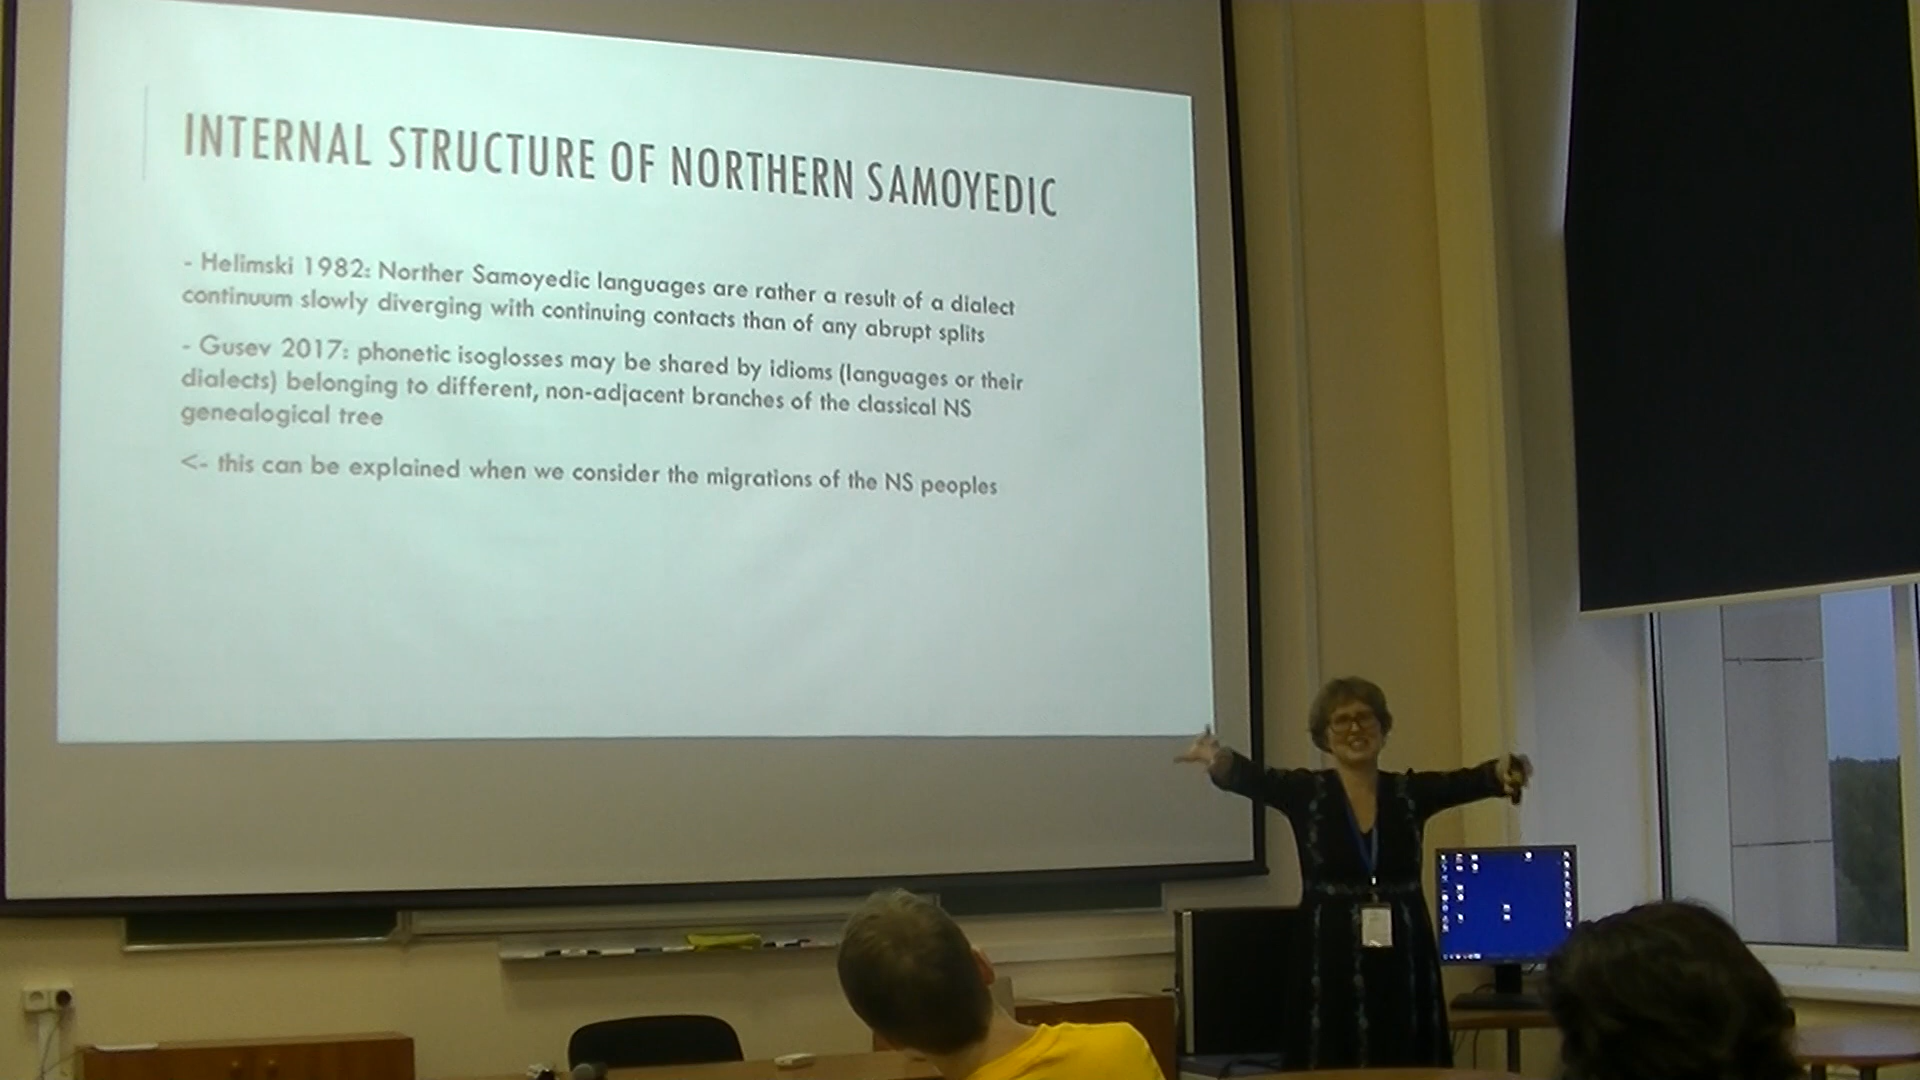 INTERNAL STRUCTURE OF NORTHERN SAMOYEDIC
- Helimski 1982: Norther Samoyedic languages are rather a result of a dialect
continuum slowly diverging with continuing contacts than of any abrupt splits
- Gusev 2017: phonetic isoglosses may be shared by idioms (languages or their
dialects) belonging to different, non-adjacent branches of the classical NS
genealogical tree
<- this can be explained when we consider the migrations of the NS peoples